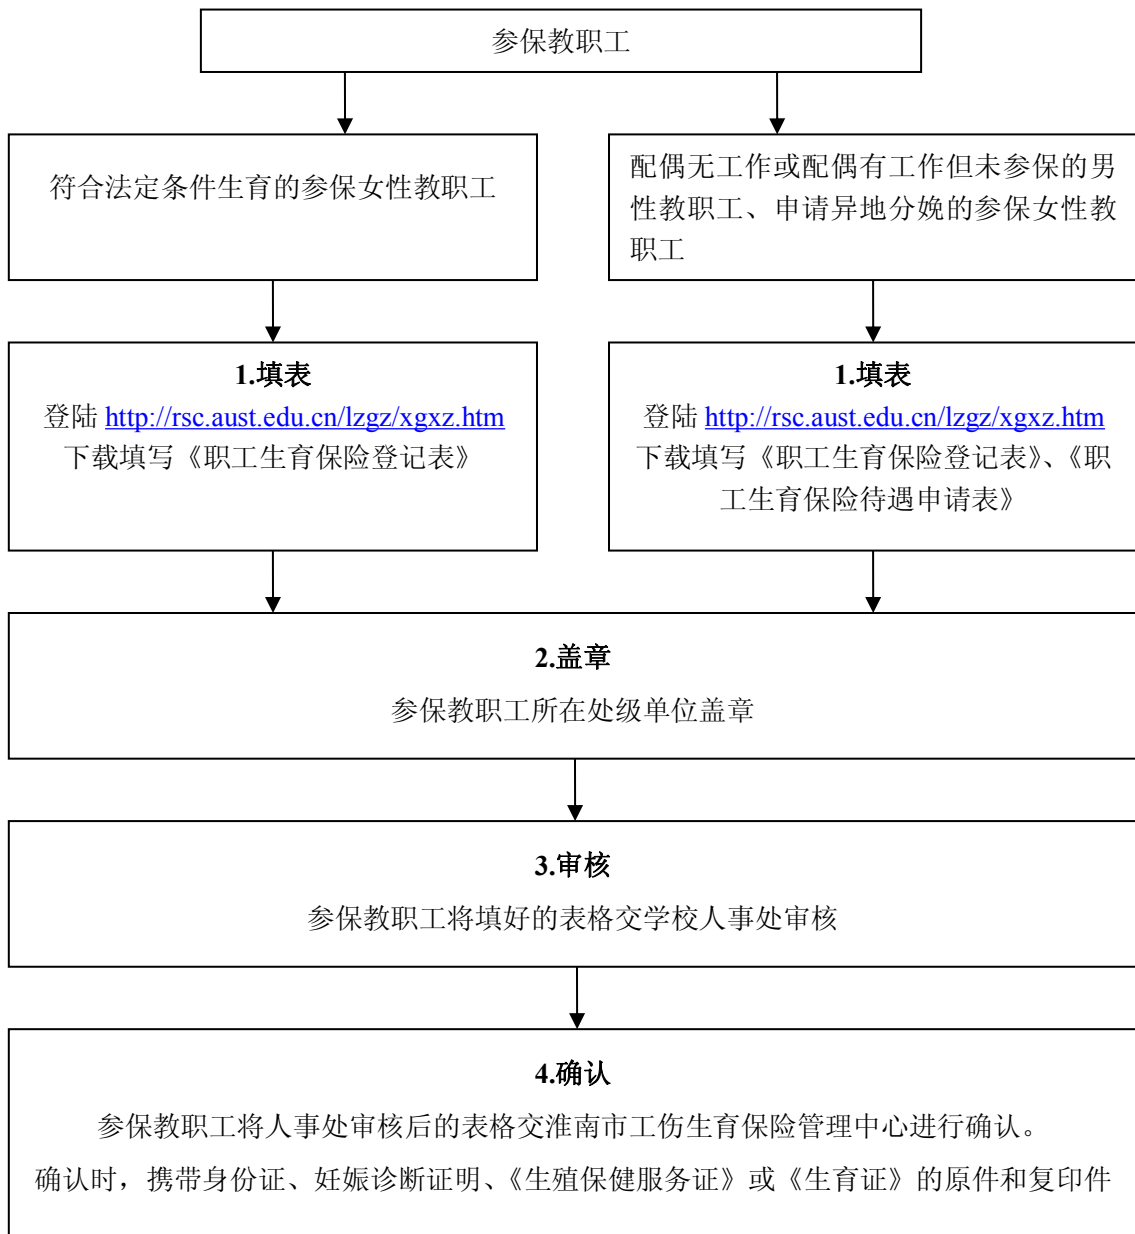 参保教职工
符合法定条件生育的参保女性教职工
配偶无工作或配偶有工作但未参保的男
性教职工、申请异地分娩的参保女性教
职工
1.填表
登陆 http://rsc.aust.edu.cn/lzgz/xgxz.htm
下载填写《职工生育保险登记表》
1.填表
登陆 http://rsc.aust.edu.cn/lzgz/xgxz.htm
下载填写《职工生育保险登记表》、《职
工生育保险待遇申请表》
2.盖章
参保教职工所在处级单位盖章
3.审核
参保教职工将填好的表格交学校人事处审核
4.确认
参保教职工将人事处审核后的表格交淮南市工伤生育保险管理中心进行确认。
确认时，携带身份证、妊娠诊断证明、《生殖保健服务证》或《生育证》的原件和复印件